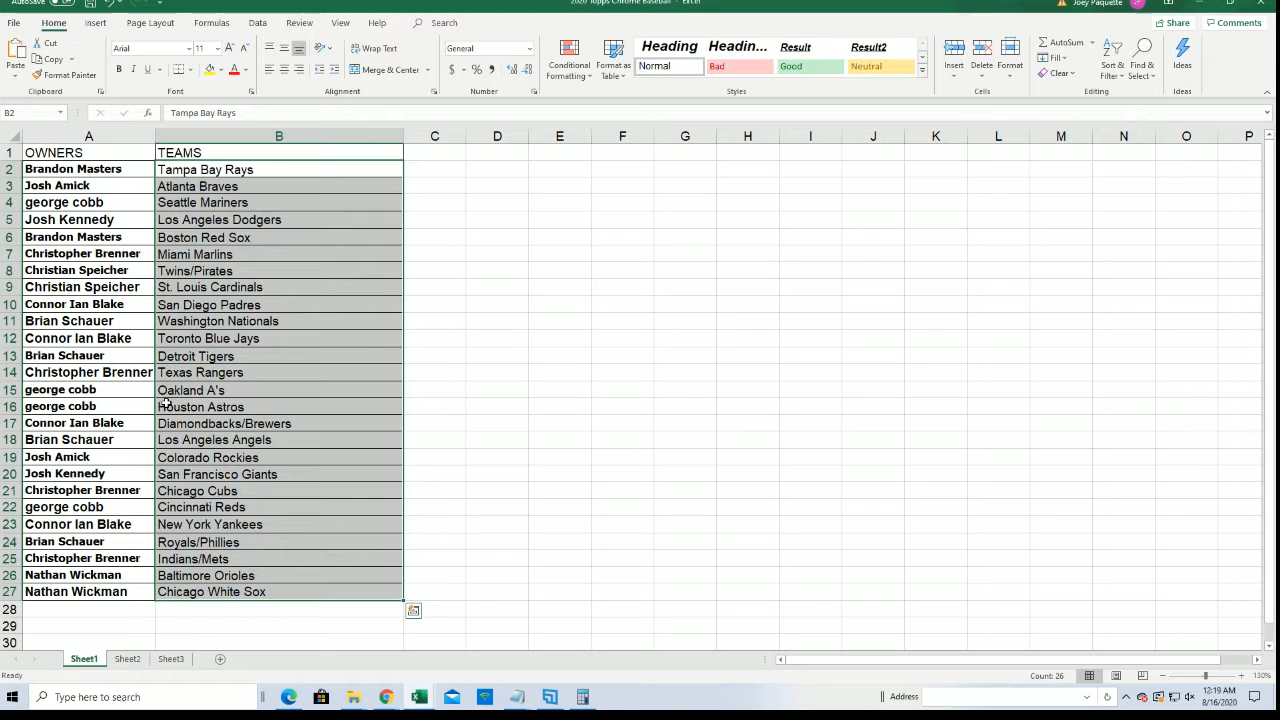 AutoSave Off 2020 Topps Chrome Baseball - Excel Joey Paquette JP
File Home Insert Page Layout Formulas Data Review View Help Search Share Comments
Paste Cut Copy Format Painter Clipboard
Arial 11 A A B I U A Font
Wrap Text Merge & Center Alignment
General $ % , Number
Conditional Formatting Format as Table
Heading Headin... Result Result2
Normal Bad Good Neutral
Styles
Insert Delete Format Cells
AutoSum Fill Clear Sort & Filter Find & Select Editing
Ideas Ideas
B2 fx Tampa Bay Rays
A B C D E F G H I J K L M N O P
1 OWNERS TEAMS
2 Brandon Masters Tampa Bay Rays
3 Josh Amick Atlanta Braves
4 george cobb Seattle Mariners
5 Josh Kennedy Los Angeles Dodgers
6 Brandon Masters Boston Red Sox
7 Christopher Brenner Miami Marlins
8 Christian Speicher Twins/Pirates
9 Christian Speicher St. Louis Cardinals
10 Connor Ian Blake San Diego Padres
11 Brian Schauer Washington Nationals
12 Connor Ian Blake Toronto Blue Jays
13 Brian Schauer Detroit Tigers
14 Christopher Brenner Texas Rangers
15 george cobb Oakland A's
16 george cobb Houston Astros
17 Connor Ian Blake Diamondbacks/Brewers
18 Brian Schauer Los Angeles Angels
19 Josh Amick Colorado Rockies
20 Josh Kennedy San Francisco Giants
21 Christopher Brenner Chicago Cubs
22 george cobb Cincinnati Reds
23 Connor Ian Blake New York Yankees
24 Brian Schauer Royals/Phillies
25 Christopher Brenner Indians/Mets
26 Nathan Wickman Baltimore Orioles
27 Nathan Wickman Chicago White Sox
28
29
30
Sheet1 Sheet2 Sheet3
Ready Count: 26 130%
Type here to search Address 12:19 AM
8/16/2020